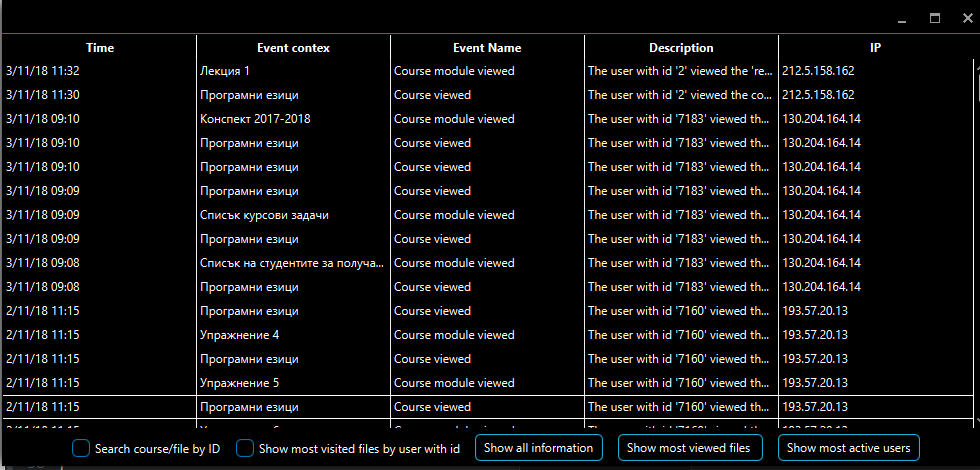 Time Event contex Event Name Description IP
3/11/18 11:32 Лекция 1 Course module viewed The user with id '2' viewed the 're... 212.5.158.162
3/11/18 11:30 Програмни езици Course viewed The user with id '2' viewed the co... 212.5.158.162
3/11/18 09:10 Конспект 2017-2018 Course module viewed The user with id '7183' viewed th... 130.204.164.14
3/11/18 09:10 Програмни езици Course viewed The user with id '7183' viewed th... 130.204.164.14
3/11/18 09:10 Програмни езици Course viewed The user with id '7183' viewed th... 130.204.164.14
3/11/18 09:09 Програмни езици Course viewed The user with id '7183' viewed th... 130.204.164.14
3/11/18 09:09 Списък курсови задачи Course module viewed The user with id '7183' viewed th... 130.204.164.14
3/11/18 09:09 Програмни езици Course viewed The user with id '7183' viewed th... 130.204.164.14
3/11/18 09:08 Списък на студентите за получа... Course module viewed The user with id '7183' viewed th... 130.204.164.14
3/11/18 09:08 Програмни езици Course viewed The user with id '7183' viewed th... 130.204.164.14
2/11/18 11:15 Програмни езици Course viewed The user with id '7160' viewed th... 193.57.20.13
2/11/18 11:15 Упражнение 4 Course module viewed The user with id '7160' viewed th... 193.57.20.13
2/11/18 11:15 Програмни езици Course viewed The user with id '7160' viewed th... 193.57.20.13
2/11/18 11:15 Упражнение 5 Course module viewed The user with id '7160' viewed th... 193.57.20.13
2/11/18 11:15 Програмни езици Course viewed The user with id '7160' viewed th... 193.57.20.13
Search course/file by ID Show most visited files by user with id Show all information Show most viewed files Show most active users